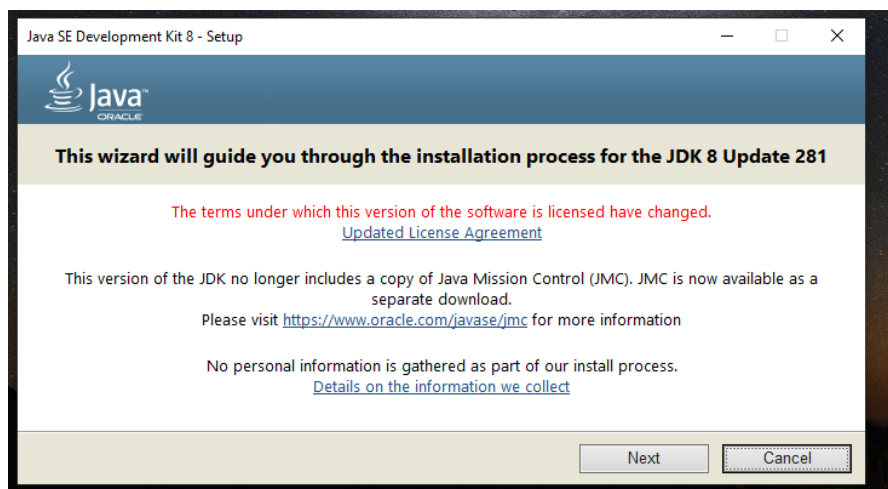 Java SE Development Kit 8 - Setup
Java™
ORACLE
This wizard will guide you through the installation process for the JDK 8 Update 281
The terms under which this version of the software is licensed have changed.
Updated License Agreement
This version of the JDK no longer includes a copy of Java Mission Control (JMC). JMC is now available as a
separate download.
Please visit https://www.oracle.com/javase/jmc for more information
No personal information is gathered as part of our install process.
Details on the information we collect
Next
Cancel